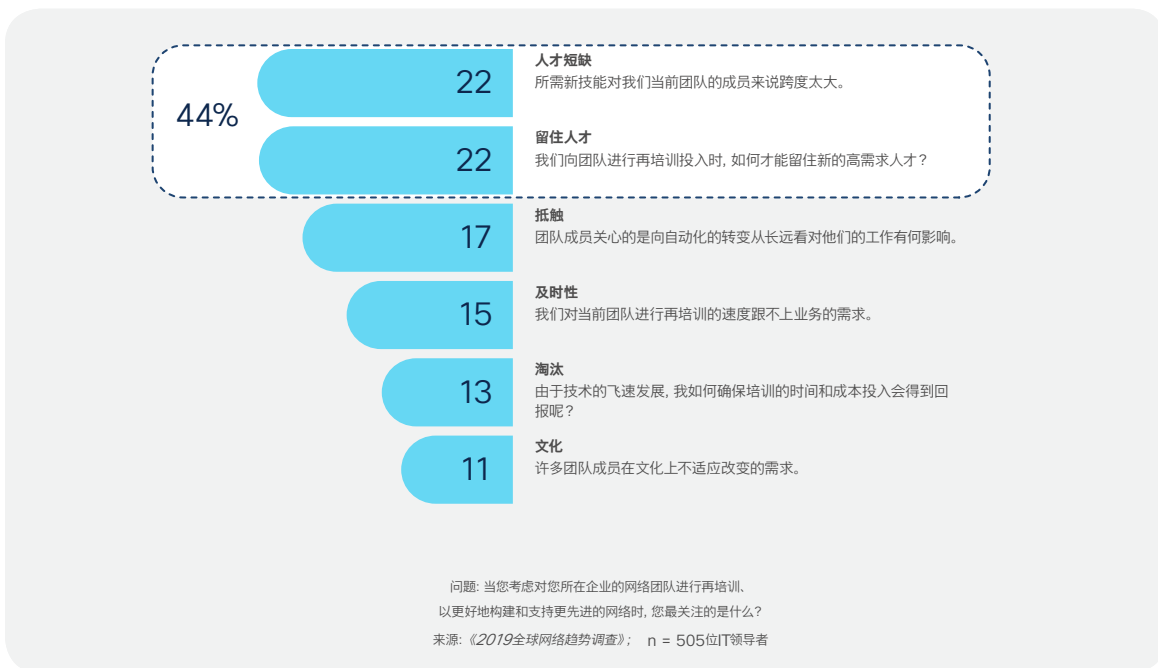 44%
22
人才短缺
所需新技能对我们当前团队的成员来说跨度太大。
22
留住人才
我们向团队进行再培训投入时, 如何才能留住新的高需求人才?
17
抵触
团队成员关心的是向自动化的转变从长远看对他们的工作有何影响。
15
及时性
我们对当前团队进行再培训的速度跟不上业务的需求。
13
淘汰
由于技术的飞速发展, 我如何确保培训的时间和成本投入会得到回
报呢?
11
文化
许多团队成员在文化上不适应改变的需求。
问题: 当您考虑对您所在企业的网络团队进行再培训、
以更好地构建和支持更先进的网络时, 您最关注的是什么?
来源:《2019全球网络趋势调查》; n = 505位IT领导者